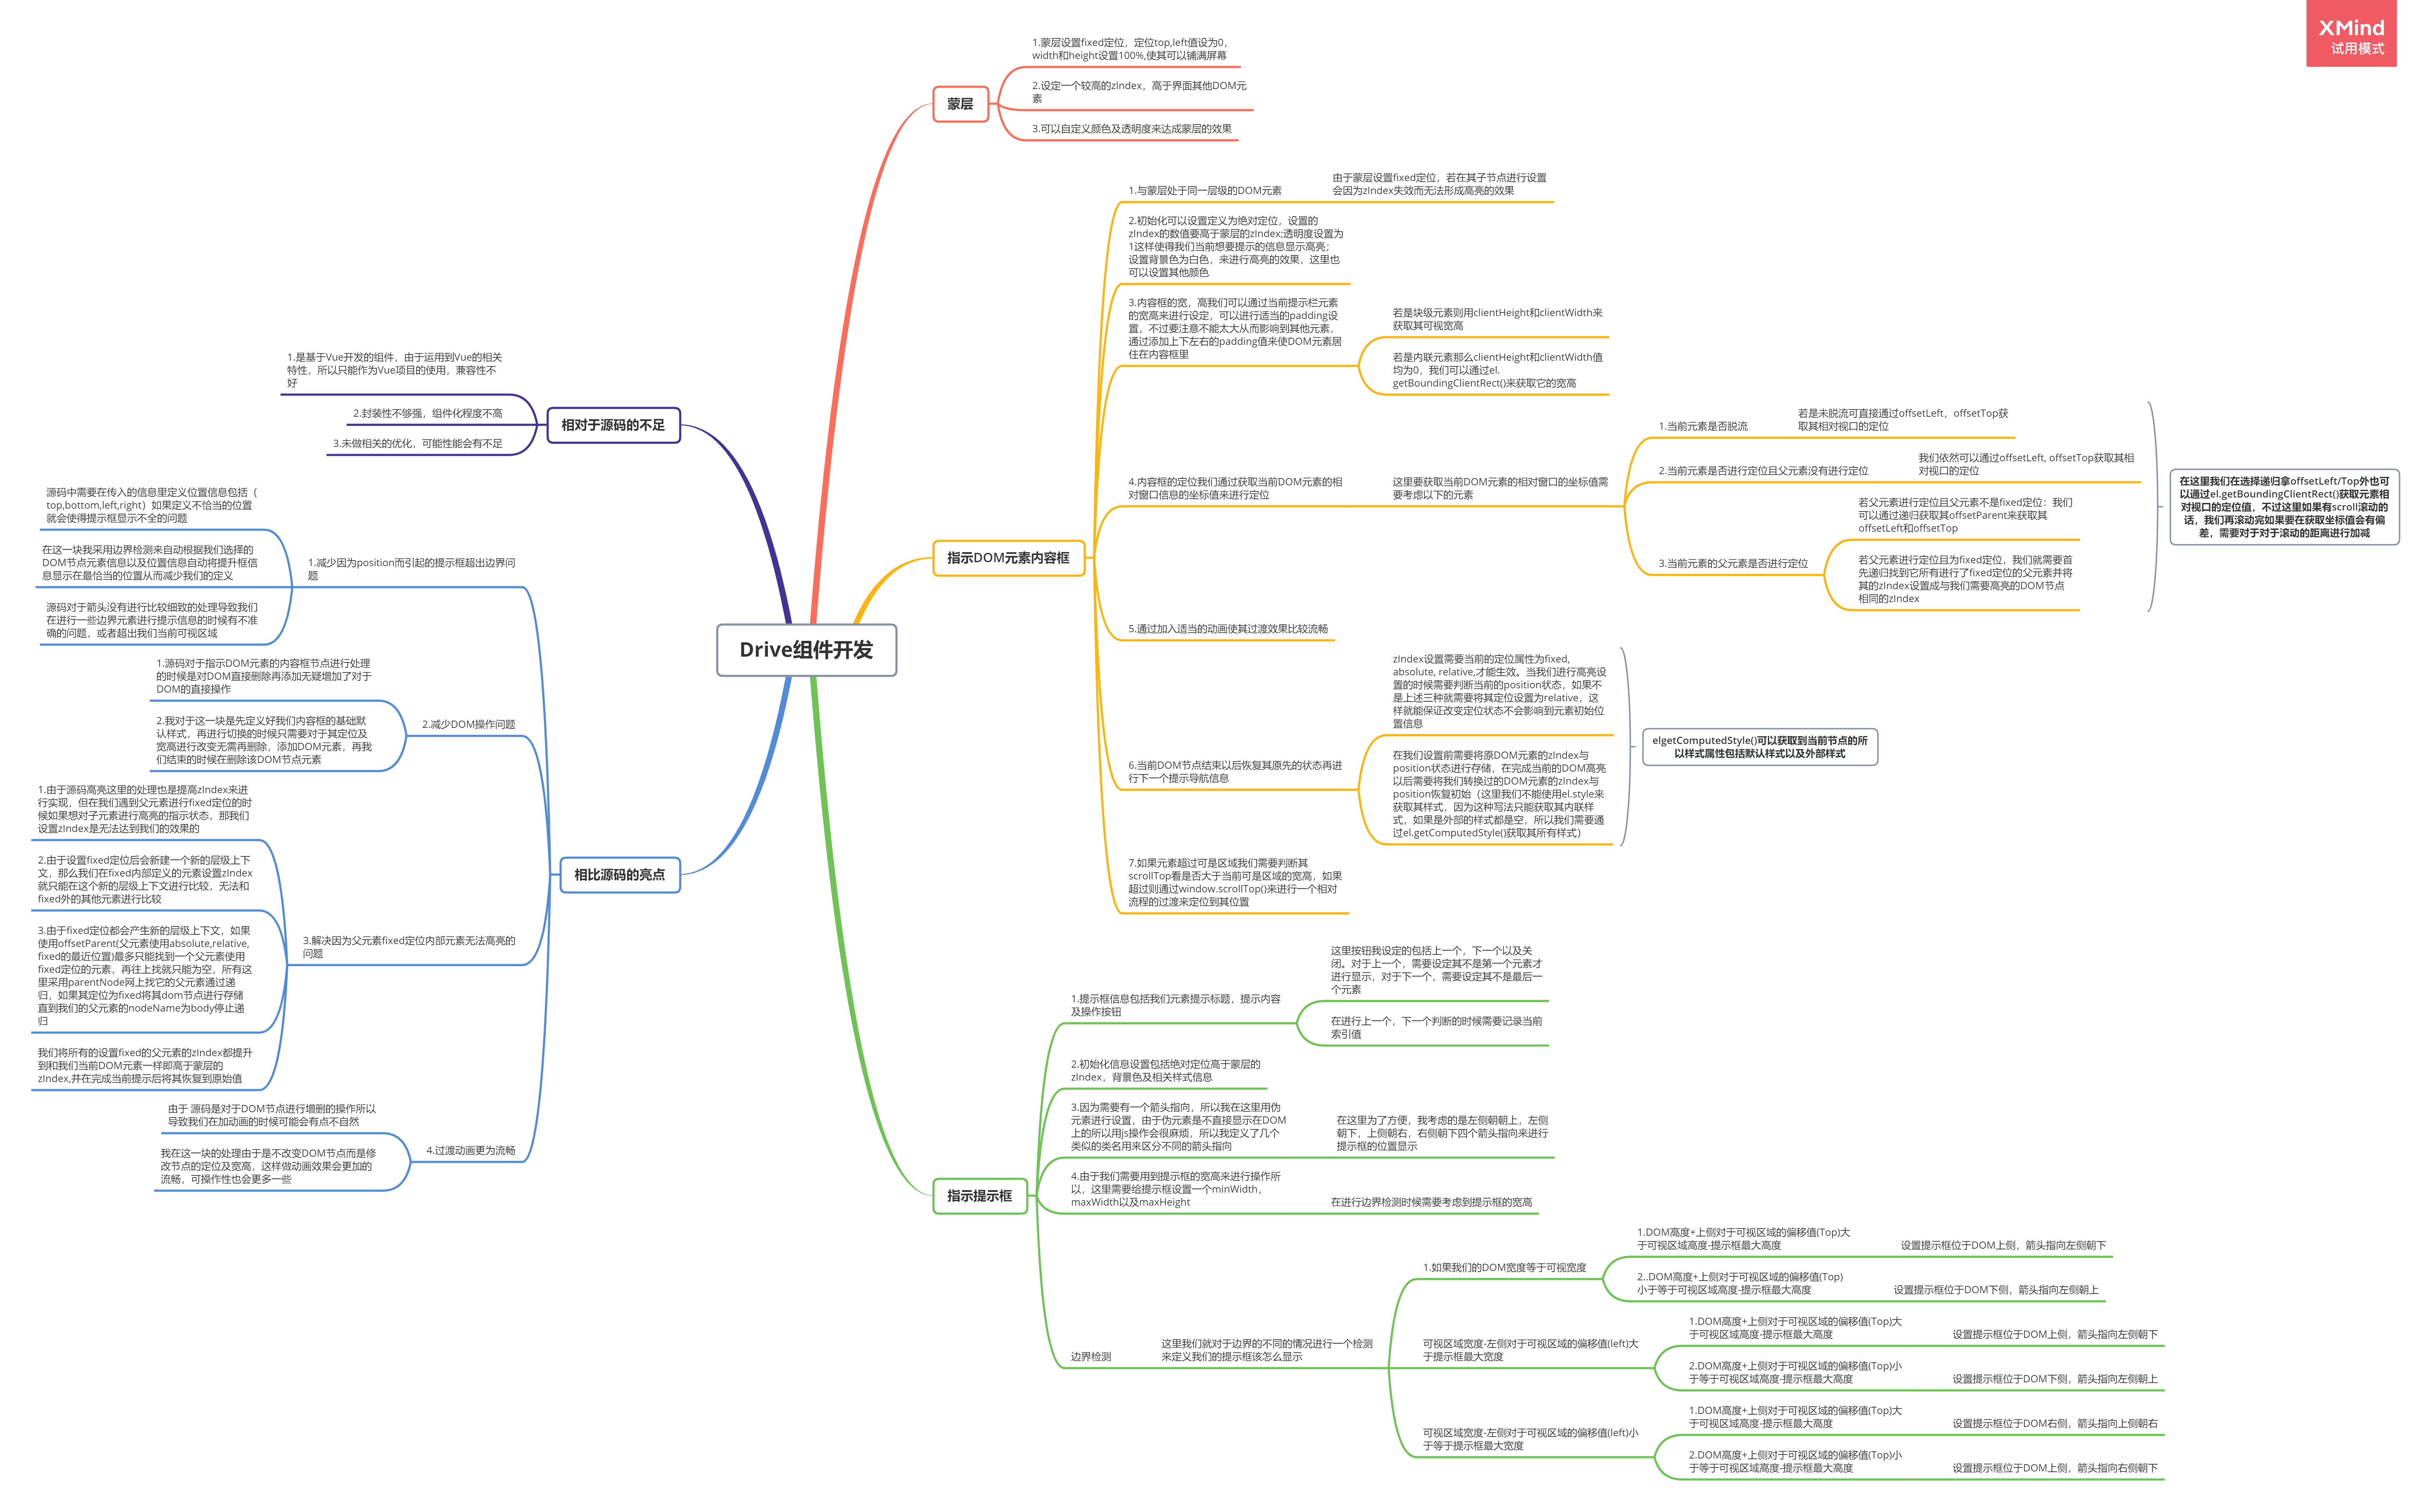 XMind
试用模式
Drive组件开发
蒙层
1.蒙层设置fixed定位，定位top,left值设为0，
width和height设置100%,使其可以铺满屏幕
2.设定一个较高的zIndex，高于界面其他DOM元
素
3.可以自定义颜色及透明度来达成蒙层的效果
指示DOM元素内容框
1.与蒙层处于同一层级的DOM元素
由于蒙层设置fixed定位，若在其子节点进行设置
会因为zIndex失效而无法形成高亮的效果
2.初始化可以设置定义为绝对定位，设置的
zIndex的数值要高于蒙层的zIndex;透明度设置为
1这样使得我们当前想要提示的信息显示高亮；
设置背景色为白色，来进行高亮的效果，这里也
可以设置其他颜色
3.内容框的宽，高我们可以通过当前提示栏元素
的宽高来进行设定，可以进行适当的padding设
置，不过要注意不能太大从而影响到其他元素，
通过添加上下左右的padding值来使DOM元素居
住在内容框里
若是块级元素则用clientHeight和clientWidth来
获取其可视宽高
若是内联元素那么clientHeight和clientWidth值
均为0，我们可以通过el.
getBoundingClientRect()来获取它的宽高
4.内容框的定位我们通过获取当前DOM元素的相
对窗口信息的坐标值来进行定位
这里要获取当前DOM元素的相对窗口的坐标值需
要考虑以下的元素
1.当前元素是否脱流
若是未脱流可直接通过offsetLeft，offsetTop获
取其相对视口的定位
2.当前元素是否进行定位且父元素没有进行定位
我们依然可以通过offsetLeft, offsetTop获取其相
对视口的定位
3.当前元素的父元素是否进行定位
若父元素进行定位且父元素不是fixed定位：我们
可以通过递归获取其offsetParent来获取其
offsetLeft和offsetTop
若父元素进行定位且为fixed定位，我们就需要首
先递归找到它所有进行了fixed定位的父元素并将
其的zIndex设置成与我们需要高亮的DOM节点
相同的zIndex
在这里我们在选择递归拿offsetLeft/Top外也可
以通过el.getBoundingClientRect()获取元素相
对视口的定位值，不过这里如果有scroll滚动的
话，我们再滚动完如果要在获取坐标值会有偏
差，需要对于对于滚动的距离进行加减
5.通过加入适当的动画使其过渡效果比较流畅
6.当前DOM节点结束以后恢复其原先的状态再进
行下一个提示导航信息
zIndex设置需要当前的定位属性为fixed,
absolute, relative,才能生效。当我们进行高亮设
置的时候需要判断当前的position状态，如果不
是上述三种就需要将其定位设置为relative，这
样就能保证改变定位状态不会影响到元素初始位
置信息
在我们设置前需要将原DOM元素的zIndex与
position状态进行存储，在完成当前的DOM高亮
以后需要将我们转换过的DOM元素的zIndex与
position恢复初始（这里我们不能使用el.style来
获取其样式，因为这种写法只能获取其内联样
式，如果是外部的样式都是空，所以我们需要通
过el.getComputedStyle()获取其所有样式）
elgetComputedStyle()可以获取到当前节点的所
以样式属性包括默认样式以及外部样式
7.如果元素超过可是区域我们需要判断其
scrollTop看是否大于当前可是区域的宽高，如果
超过则通过window.scrollTop()来进行一个相对
流程的过渡来定位到其位置
指示提示框
1.提示框信息包括我们元素提示标题，提示内容
及操作按钮
这里按钮我设定的包括上一个，下一个以及关
闭。对于上一个，需要设定其不是第一个元素才
进行显示，对于下一个，需要设定其不是最后一
个元素
在进行上一个，下一个判断的时候需要记录当前
索引值
2.初始化信息设置包括绝对定位高于蒙层的
zIndex，背景色及相关样式信息
3.因为需要有一个箭头指向，所以我在这里用伪
元素进行设置，由于伪元素是不直接显示在DOM
上的所以用js操作会很麻烦，所以我定义了几个
类似的类名用来区分不同的箭头指向
在这里为了方便，我考虑的是左侧朝朝上，左侧
朝下，上侧朝右，右侧朝下四个箭头指向来进行
提示框的位置显示
4.由于我们需要用到提示框的宽高来进行操作所
以，这里需要给提示框设置一个minWidth，
maxWidth以及maxHeight
在进行边界检测时候需要考虑到提示框的宽高
边界检测
这里我们就对于边界的不同的情况进行一个检测
来定义我们的提示框该怎么显示
1.如果我们的DOM宽度等于可视宽度
1.DOM高度+上侧对于可视区域的偏移值(Top)大
于可视区域高度-提示框最大高度
设置提示框位于DOM上侧，箭头指向左侧朝下
2..DOM高度+上侧对于可视区域的偏移值(Top)
小于等于可视区域高度-提示框最大高度
设置提示框位于DOM下侧，箭头指向左侧朝上
可视区域宽度-左侧对于可视区域的偏移值(left)大
于提示框最大宽度
1.DOM高度+上侧对于可视区域的偏移值(Top)大
于可视区域高度-提示框最大高度
设置提示框位于DOM上侧，箭头指向左侧朝下
2.DOM高度+上侧对于可视区域的偏移值(Top)小
于等于可视区域高度-提示框最大高度
设置提示框位于DOM下侧，箭头指向左侧朝上
可视区域宽度-左侧对于可视区域的偏移值(left)小
于等于提示框最大宽度
1.DOM高度+上侧对于可视区域的偏移值(Top)大
于可视区域高度-提示框最大高度
设置提示框位于DOM右侧，箭头指向上侧朝右
2.DOM高度+上侧对于可视区域的偏移值(Top)小
于等于可视区域高度-提示框最大高度
设置提示框位于DOM上侧，箭头指向右侧朝下
相对于源码的不足
1.是基于Vue开发的组件，由于运用到Vue的相关
特性，所以只能作为Vue项目的使用，兼容性不
好
2.封装性不够强，组件化程度不高
3.未做相关的优化，可能性能会有不足
相比源码的亮点
1.减少因为position而引起的提示框超出边界问
题
源码中需要在传入的信息里定义位置信息包括（
top,bottom,left,right）如果定义不恰当的位置
就会使得提示框显示不全的问题
在这一块我采用边界检测来自动根据我们选择的
DOM节点元素信息以及位置信息自动将提升框信
息显示在最恰当的位置从而减少我们的定义
源码对于箭头没有进行比较细致的处理导致我们
在进行一些边界元素进行提示信息的时候有不准
确的问题，或者超出我们当前可视区域
2.减少DOM操作问题
1.源码对于指示DOM元素的内容框节点进行处理
的时候是对DOM直接删除再添加无疑增加了对于
DOM的直接操作
2.我对于这一块是先定义好我们内容框的基础默
认样式，再进行切换的时候只需要对于其定位及
宽高进行改变无需再删除，添加DOM元素，再我
们结束的时候在删除该DOM节点元素
3.解决因为父元素fixed定位内部元素无法高亮的
问题
1.由于源码高亮这里的处理也是提高zIndex来进
行实现，但在我们遇到父元素进行fixed定位的时
候如果想对子元素进行高亮的指示状态，那我们
设置zIndex是无法达到我们的效果的
2.由于设置fixed定位后会新建一个新的层级上下
文，那么我们在fixed内部定义的元素设置zIndex
就只能在这个新的层级上下文进行比较，无法和
fixed外的其他元素进行比较
3.由于fixed定位都会产生新的层级上下文，如果
使用offsetParent(父元素使用absolute,relative,
fixed的最近位置)最多只能找到一个父元素使用
fixed定位的元素，再往上找就只能为空，所有这
里采用parentNode网上找它的父元素通过递
归，如果其定位为fixed将其dom节点进行存储
直到我们的父元素的nodeName为body停止递
归
我们将所有的设置fixed的父元素的zIndex都提升
到和我们当前DOM元素一样即高于蒙层的
zIndex,并在完成当前提示后将其恢复到原始值
4.过渡动画更为流畅
由于 源码是对于DOM节点进行增删的操作所以
导致我们在加动画的时候可能会有点不自然
我在这一块的处理由于是不改变DOM节点而是修
改节点的定位及宽高，这样做动画效果会更加的
流畅，可操作性也会更多一些